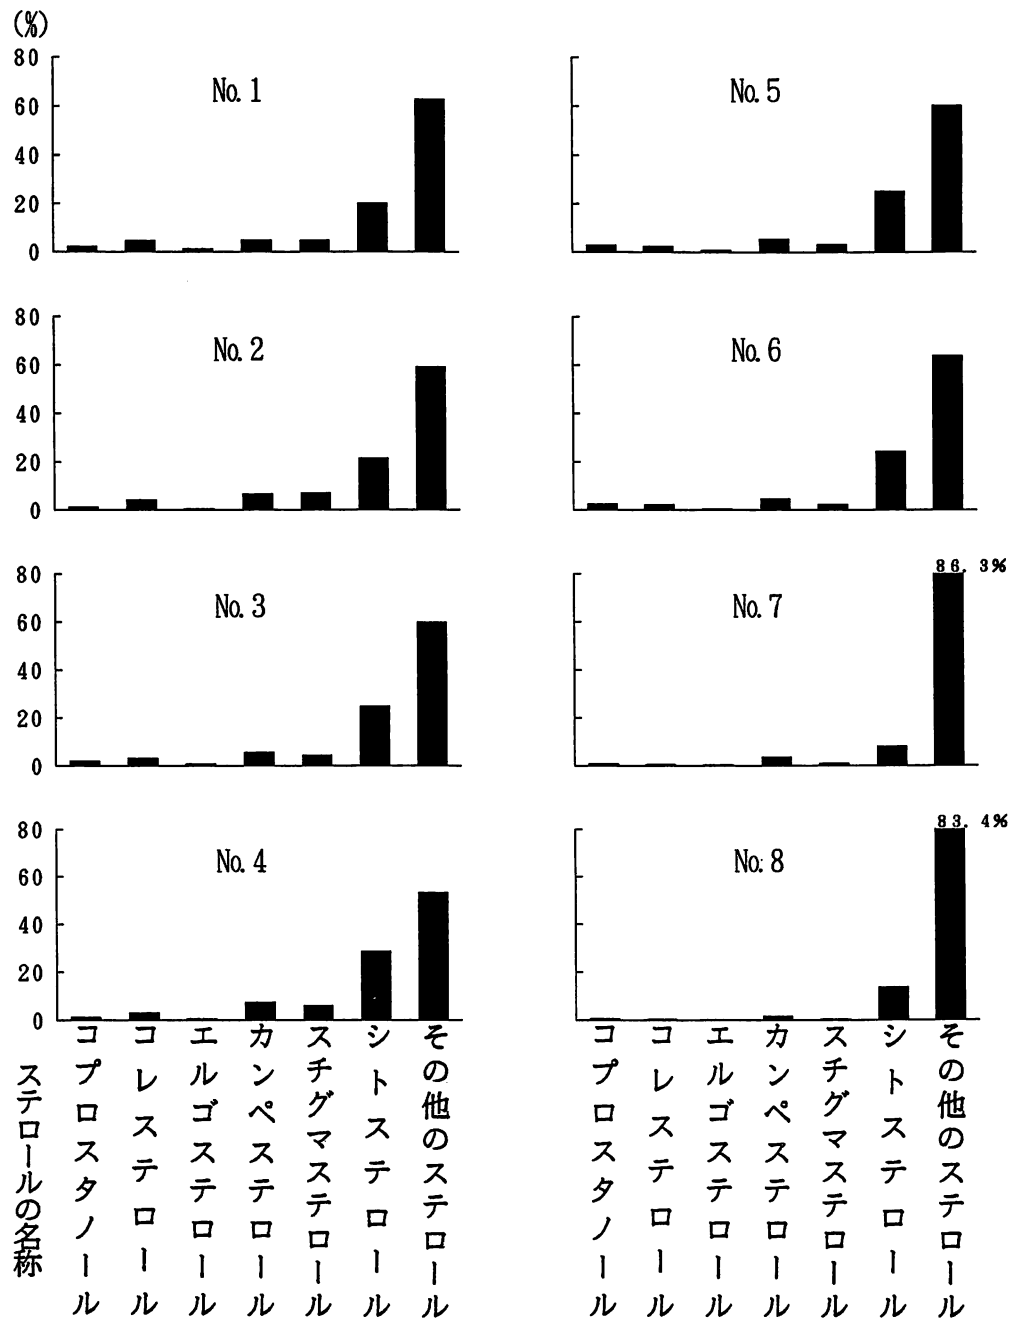 (%)
80
60
40
20
0
No. 1
No. 5
80
60
40
20
0
No. 2
No. 6
80
60
40
20
0
No. 3
No. 7
86. 3%
80
60
40
20
0
No. 4
No. 8
83. 4%
ステロールの名称
コプロスタノール
コレステロール
エルゴステロール
カンペステロール
スチグマステロール
シトステロール
その他のステロール
コプロスタノール
コレステロール
エルゴステロール
カンペステロール
スチグマステロール
シトステロール
その他のステロール